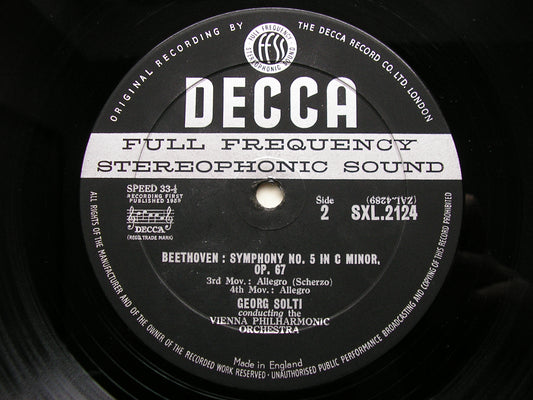 ORIGINAL RECORDING BY
THE DECCA RECORD CO. LTD. LONDON
FULL FREQUENCY
ffss
STEREOPHONIC SOUND
DECCA
FULL FREQUENCY
STEREOPHONIC SOUND
SPEED 33-⅓
RECORDING FIRST
PUBLISHED 1959
DECCA
(REGD. TRADE MARK)
Side
2
(ZAL.4289)
SXL.2124
BEETHOVEN : SYMPHONY NO. 5 IN C MINOR,
OP. 67
3rd Mov.: Allegro (Scherzo)
4th Mov.: Allegro
GEORG SOLTI
conducting the
VIENNA PHILHARMONIC
ORCHESTRA
Made in England
ALL RIGHTS OF THE MANUFACTURER AND OF THE OWNER OF THE RECORDED WORK RESERVED · UNAUTHORISED PUBLIC PERFORMANCE BROADCASTING AND COPYING OF THIS RECORD PROHIBITED